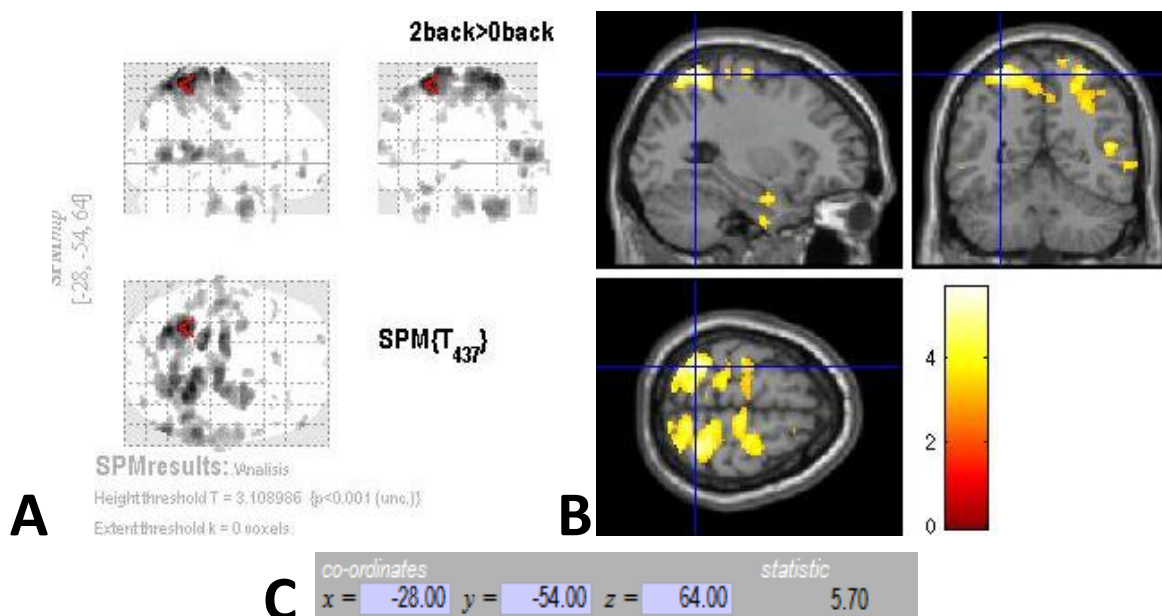 2back>0back
SPMmip
[-28, -54, 64]
SPM{T437}
SPMresults: .\Analisis
Height threshold T = 3.108986 {p<0.001 (unc.)}
Extent threshold k = 0 voxels
A
B
4
2
0
C
co-ordinates statistic
x = -28.00 y = -54.00 z = 64.00 5.70